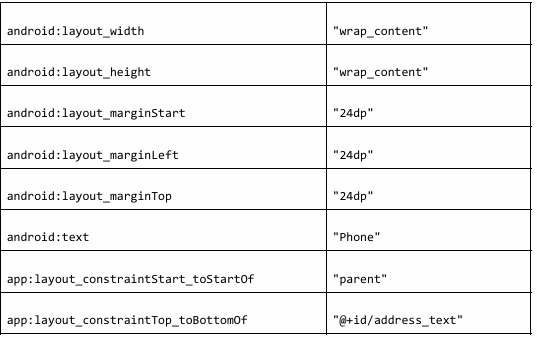 android:layout_width "wrap_content"
android:layout_height "wrap_content"
android:layout_marginStart "24dp"
android:layout_marginLeft "24dp"
android:layout_marginTop "24dp"
android:text "Phone"
app:layout_constraintStart_toStartOf "parent"
app:layout_constraintTop_toBottomOf "@+id/address_text"